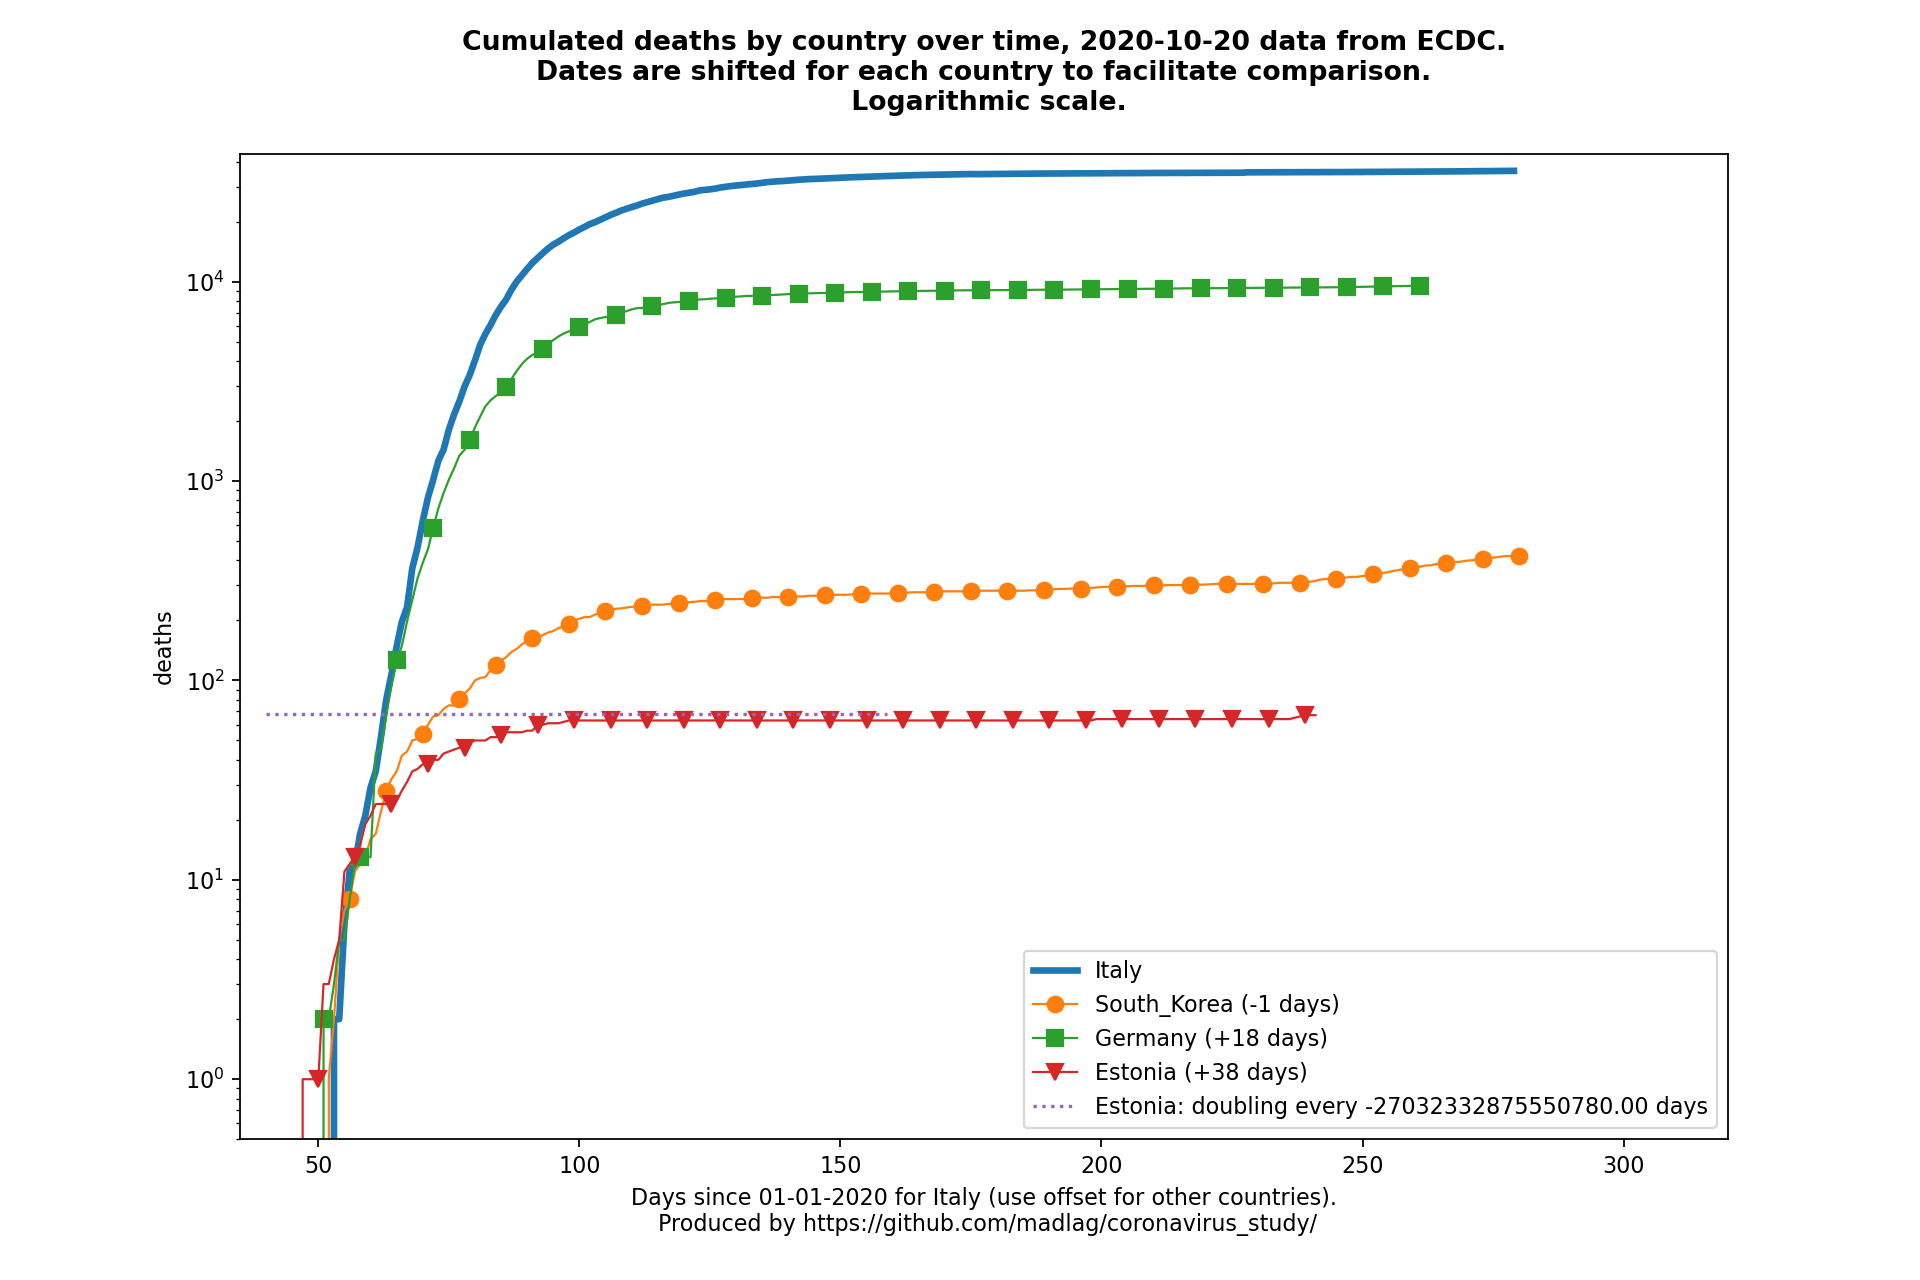 Cumulated deaths by country over time, 2020-10-20 data from ECDC.
Dates are shifted for each country to facilitate comparison.
Logarithmic scale.
deaths
10^4
10^3
10^2
10^1
10^0
Italy
South_Korea (-1 days)
Germany (+18 days)
Estonia (+38 days)
Estonia: doubling every -27032332875550780.00 days
50 100 150 200 250 300
Days since 01-01-2020 for Italy (use offset for other countries).
Produced by https://github.com/madlag/coronavirus_study/